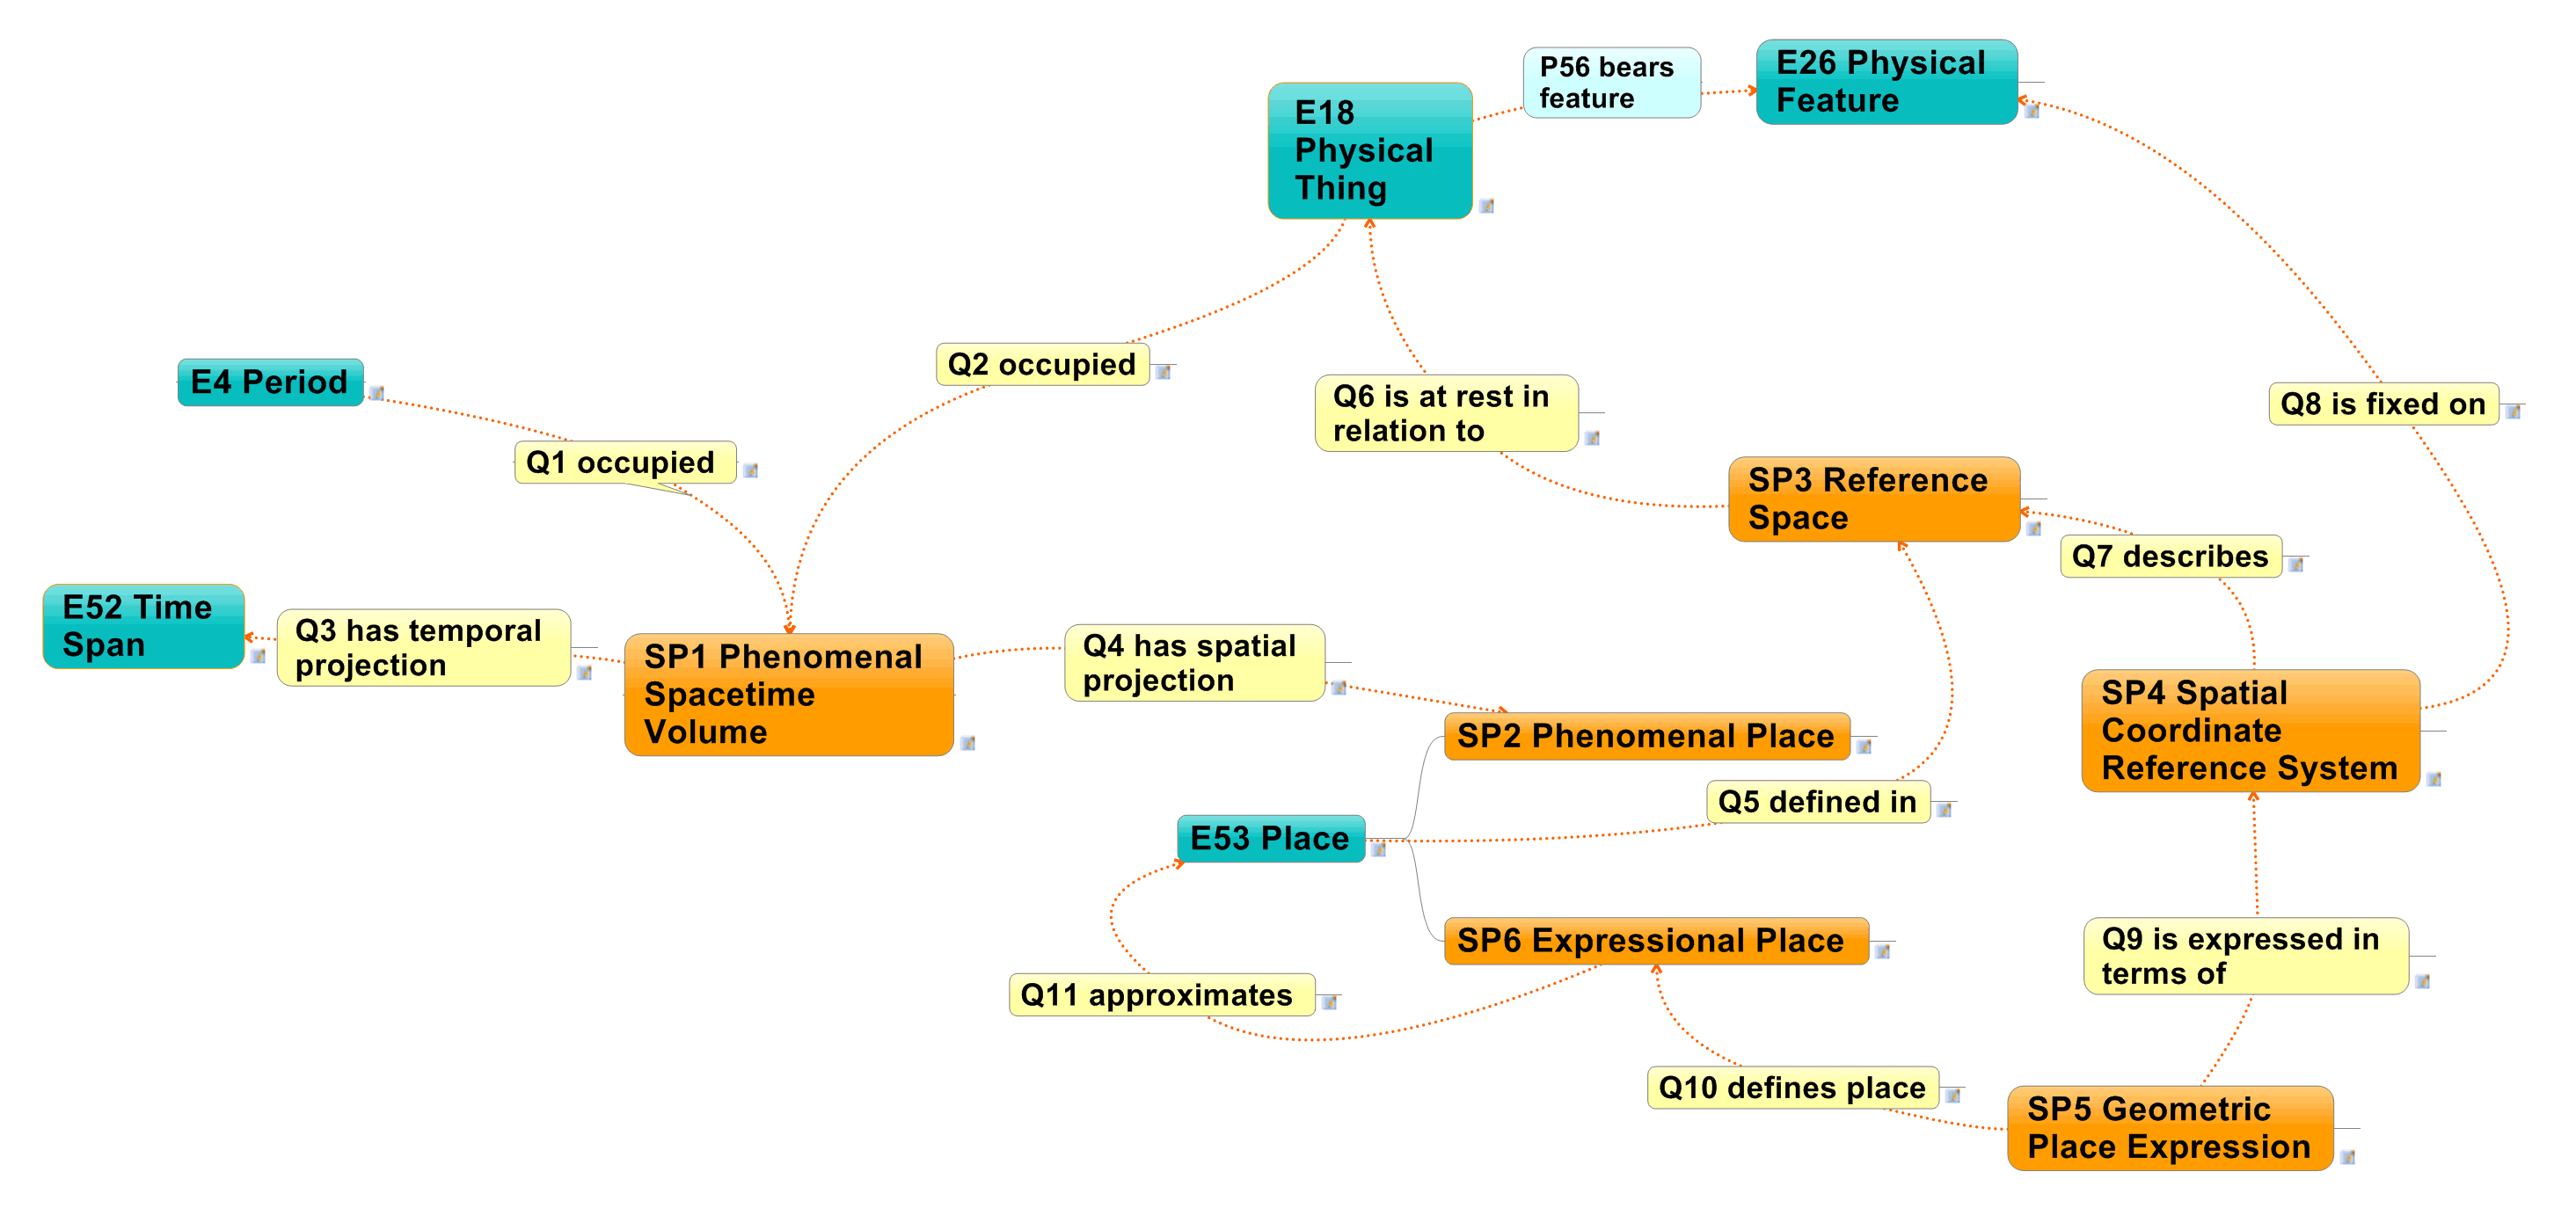 P56 bears
feature
E26 Physical
Feature
E18
Physical
Thing
Q2 occupied
E4 Period
Q6 is at rest in
relation to
Q8 is fixed on
Q1 occupied
SP3 Reference
Space
Q7 describes
E52 Time
Span
Q3 has temporal
projection
SP1 Phenomenal
Spacetime
Volume
Q4 has spatial
projection
SP2 Phenomenal Place
SP4 Spatial
Coordinate
Reference System
Q5 defined in
E53 Place
SP6 Expressional Place
Q9 is expressed in
terms of
Q11 approximates
Q10 defines place
SP5 Geometric
Place Expression